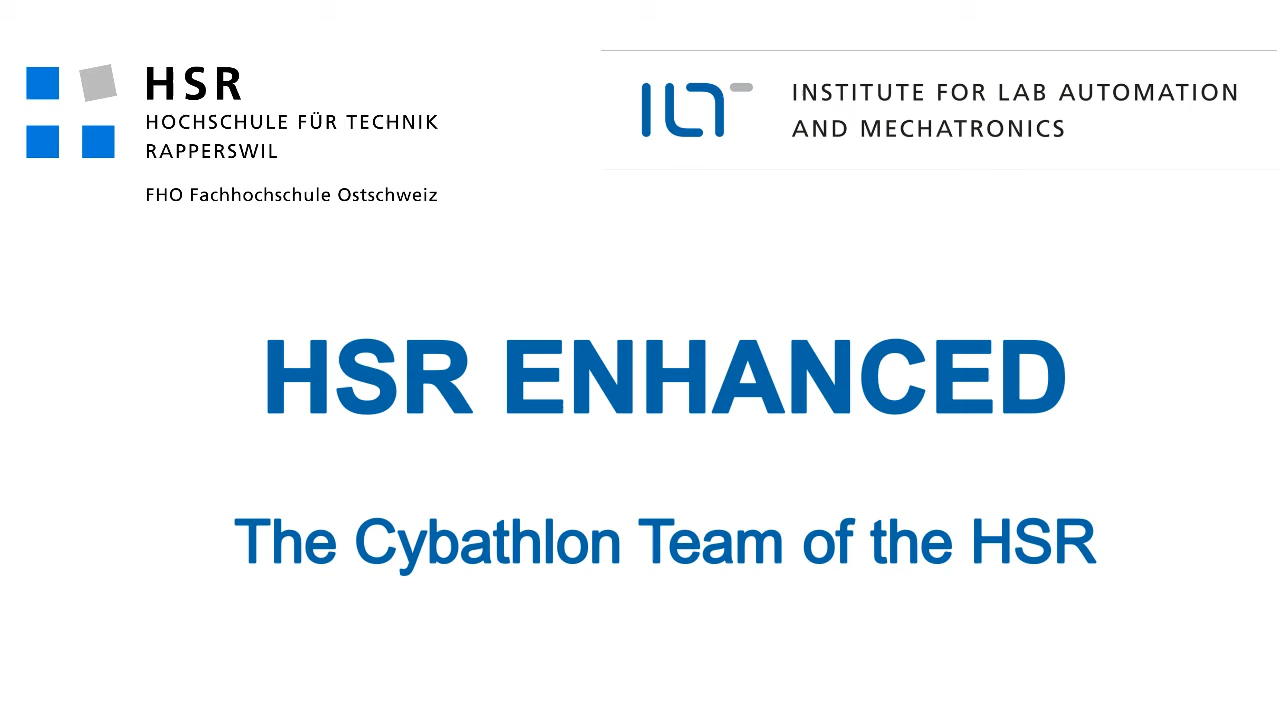 HSR
HOCHSCHULE FÜR TECHNIK
RAPPERSWIL
FHO Fachhochschule Ostschweiz
ILT
INSTITUTE FOR LAB AUTOMATION
AND MECHATRONICS
HSR ENHANCED
The Cybathlon Team of the HSR